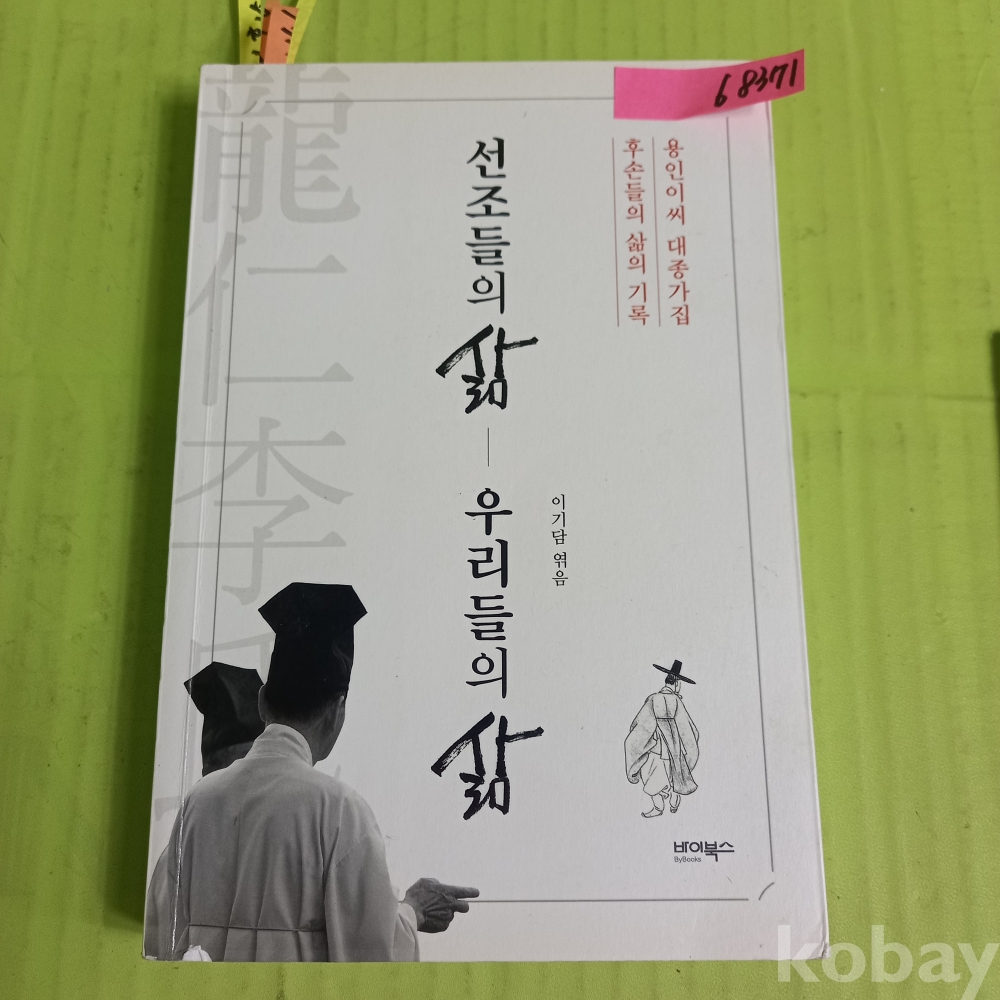 68371
용인이씨 대종가집
후손들의 삶의 기록
선조들의 삶
우리들의 삶
이기담 엮음
龍仁李氏
바이북스
ByBooks
kobay